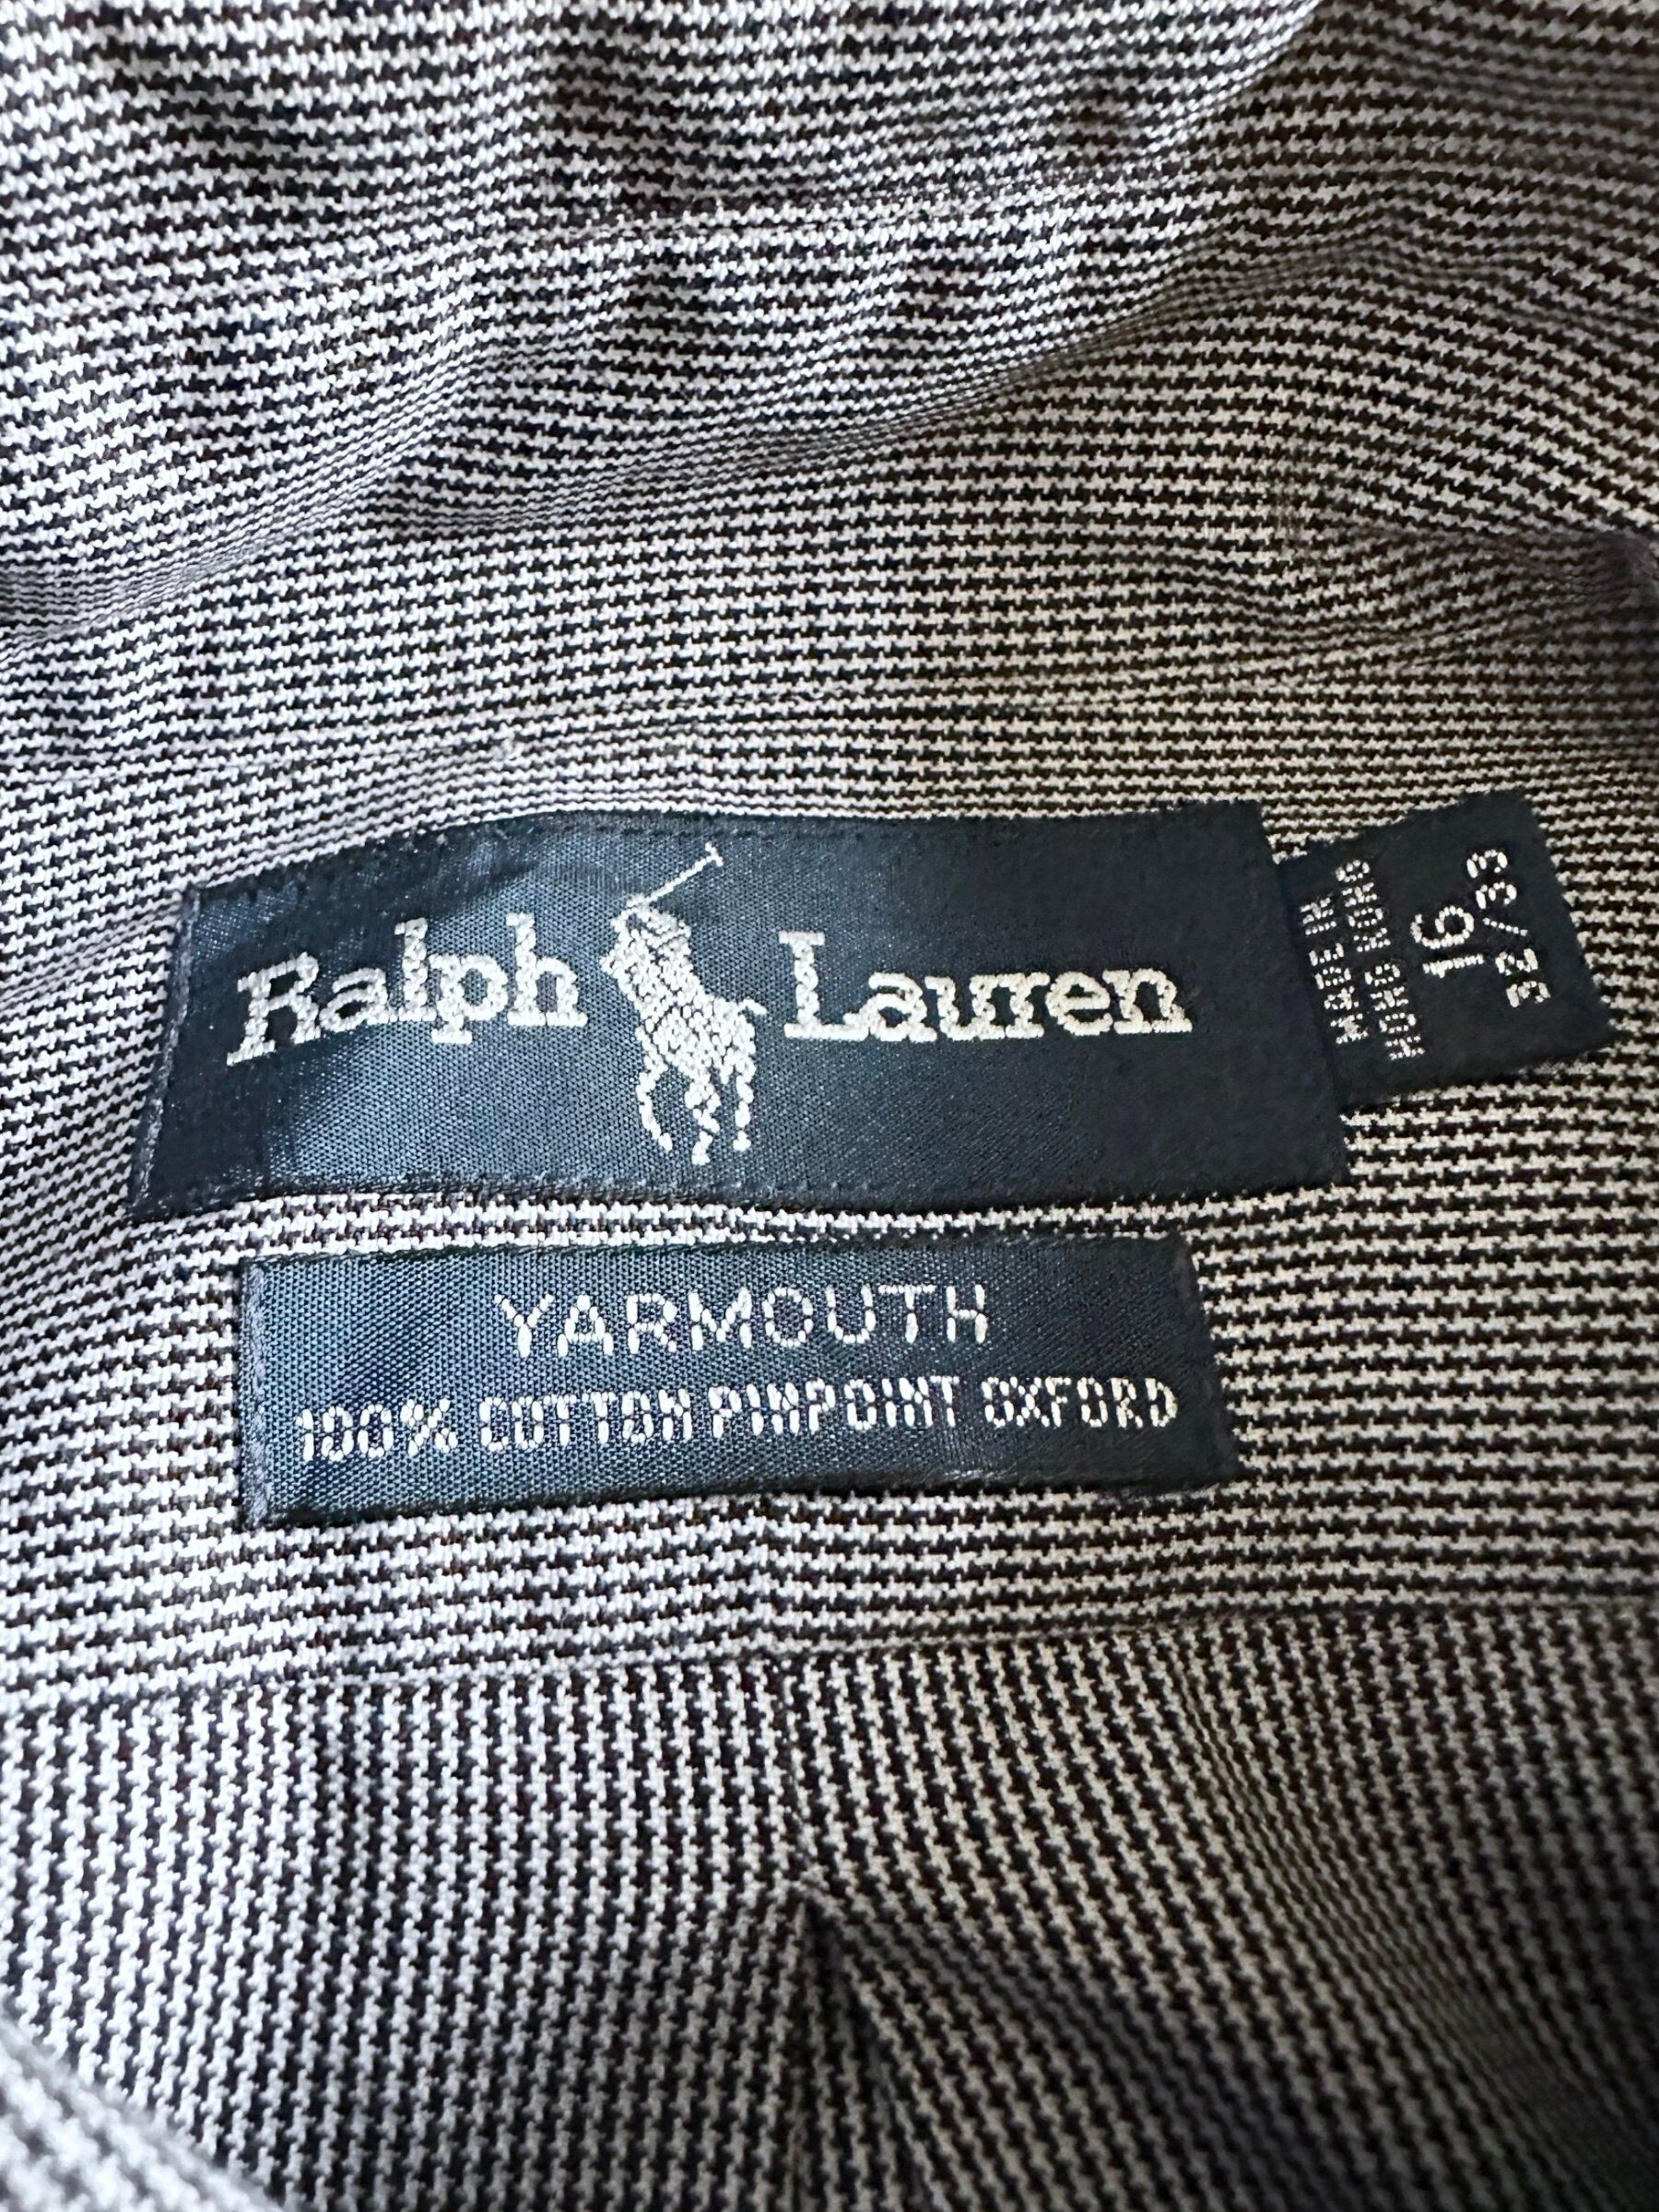 Ralph Lauren
MADE IN
HONG KONG
16
32/33
YARMOUTH
100% COTTON PINPOINT OXFORD